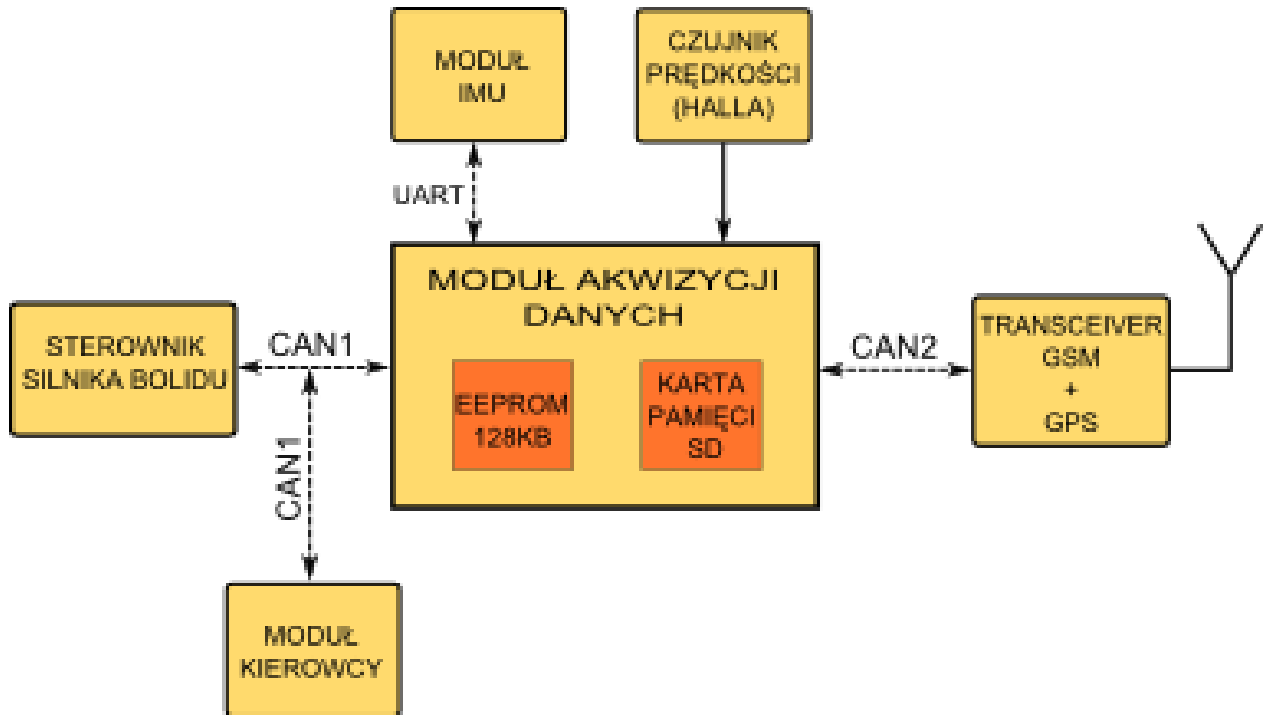 MODUŁ
IMU
CZUJNIK
PRĘDKOŚCI
(HALLA)
UART
MODUŁ AKWIZYCJI
DANYCH
STEROWNIK
SILNIKA BOLIDU
CAN1
EEPROM
128KB
KARTA
PAMIĘCI
SD
CAN2
TRANSCEIVER
GSM
+
GPS
CAN1
MODUŁ
KIEROWCY